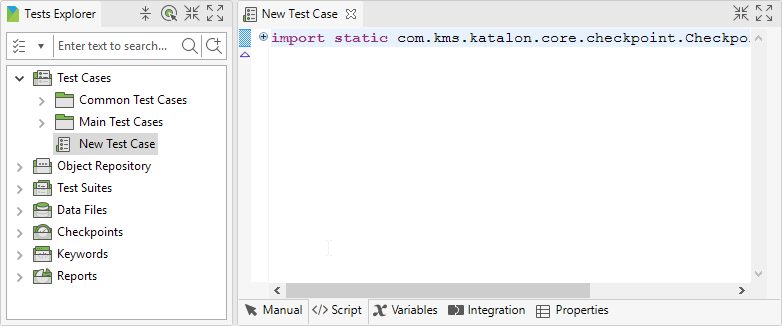 Tests Explorer
Enter text to search...
Test Cases
Common Test Cases
Main Test Cases
New Test Case
Object Repository
Test Suites
Data Files
Checkpoints
Keywords
Reports
New Test Case
import static com.kms.katalon.core.checkpoint.Checkpoi
Manual
Script
Variables
Integration
Properties